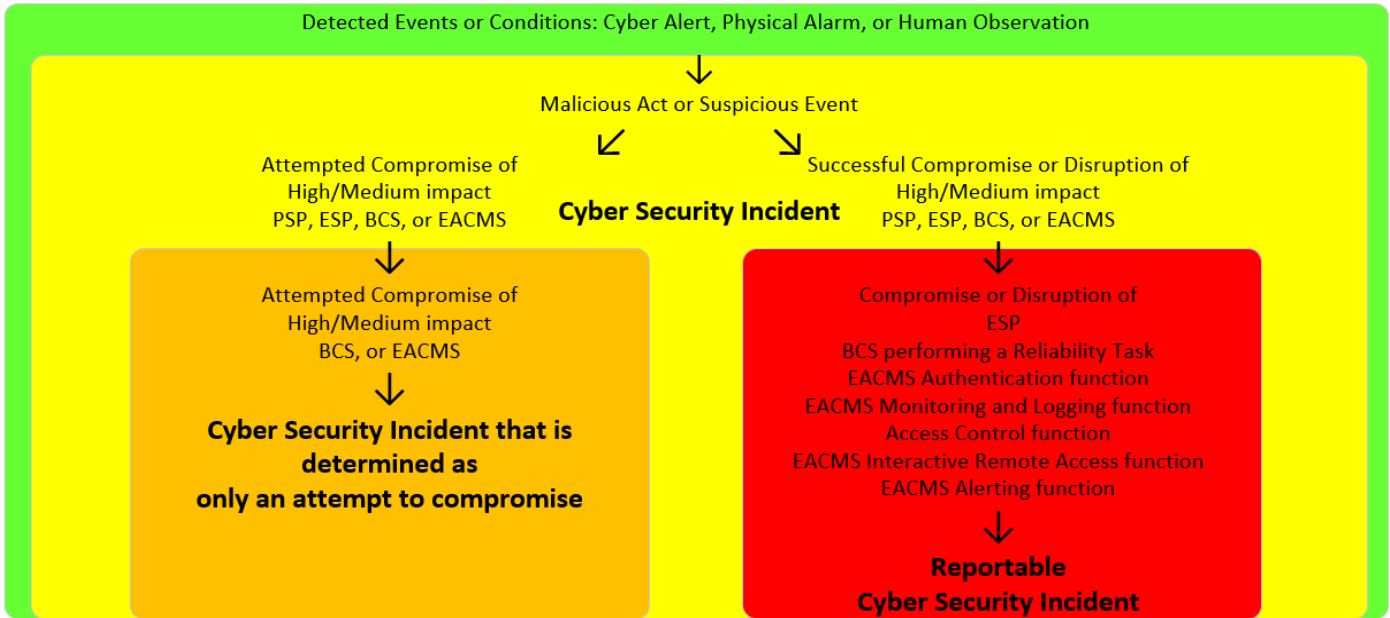 Detected Events or Conditions: Cyber Alert, Physical Alarm, or Human Observation
Malicious Act or Suspicious Event
Attempted Compromise of
High/Medium impact
PSP, ESP, BCS, or EACMS
Cyber Security Incident
Successful Compromise or Disruption of
High/Medium impact
PSP, ESP, BCS, or EACMS
Attempted Compromise of
High/Medium impact
BCS, or EACMS
Cyber Security Incident that is
determined as
only an attempt to compromise
Compromise or Disruption of
ESP
BCS performing a Reliability Task
EACMS Authentication function
EACMS Monitoring and Logging function
Access Control function
EACMS Interactive Remote Access function
EACMS Alerting function
Reportable
Cyber Security Incident